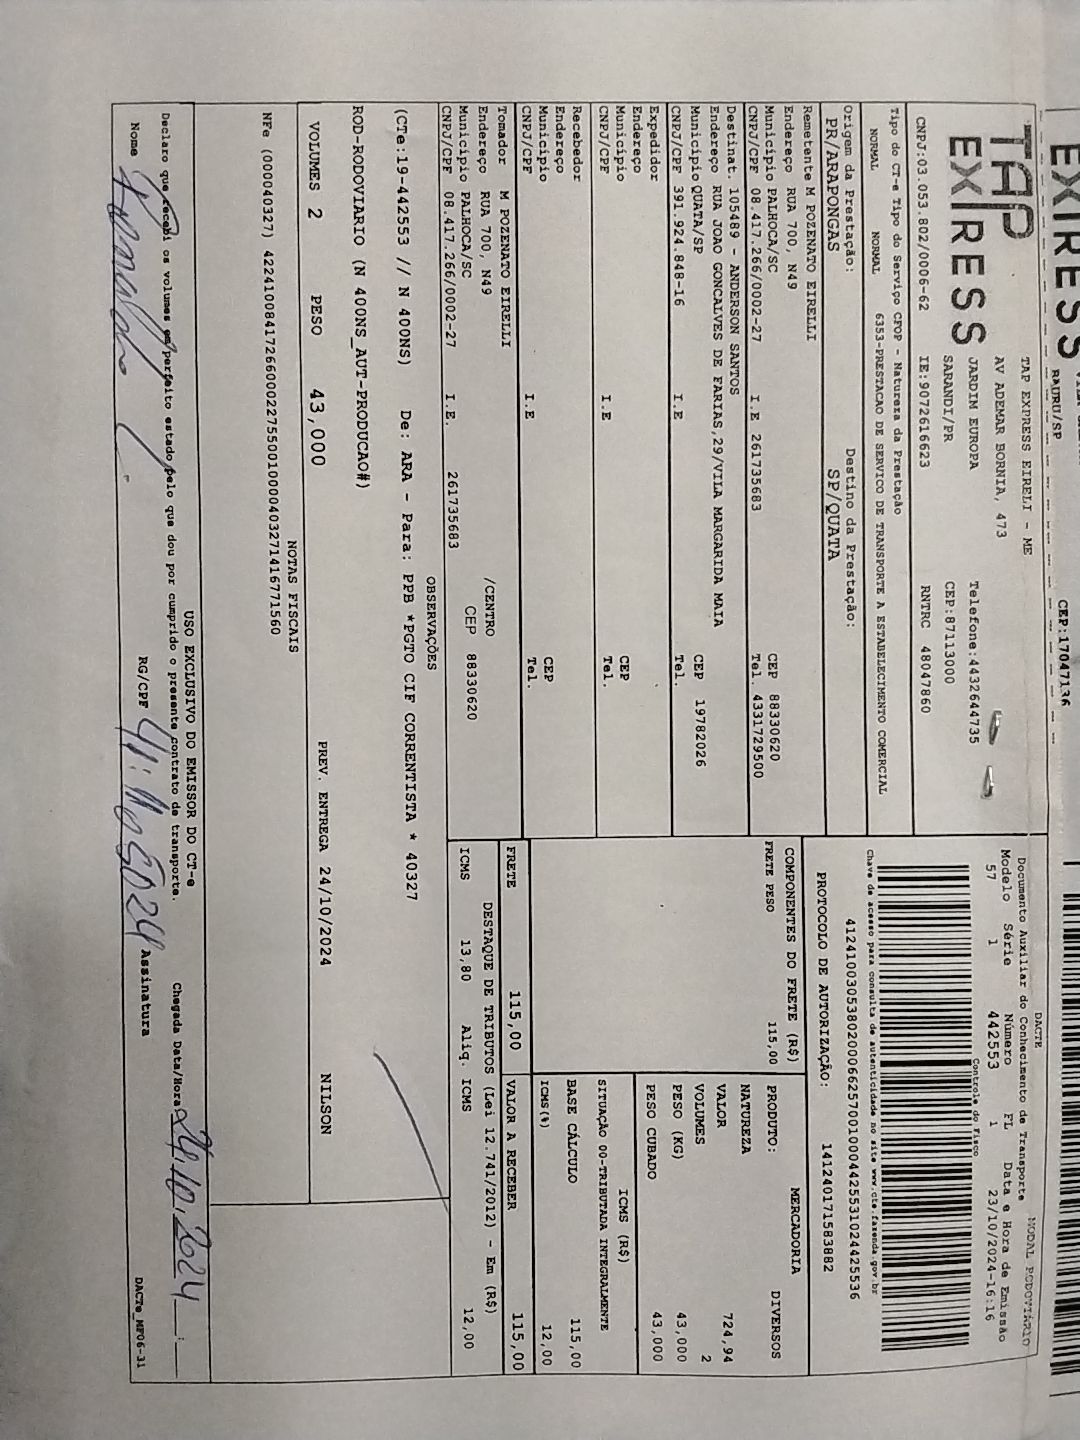 EXPRESS
BAURU/SP
CEP:17047136
TAP
EXPRESS
TAP EXPRESS EIRELI - ME
AV ADEMAR BORNIA, 473
JARDIM EUROPA
Telefone:4432644735
SARANDI/PR
CEP:87113000
CNPJ:03.053.802/0006-62
IE:9072616623
RNTRC 48047860
DACTE
MODAL RODOVIÁRIO
Documento Auxiliar do Conhecimento de Transporte
Modelo Série Número FL Data e Hora de Emissão
57 1 442553 1 23/10/2024-16:16
Controle do Fisco
Chave de acesso para consulta de autenticidade no site www.cte.fazenda.gov.br
41241003053802000662570010004425531024425536
PROTOCOLO DE AUTORIZAÇÃO: 141240171583882
Tipo do CT-e Tipo do Serviço CFOP - Natureza da Prestação
NORMAL NORMAL 6353-PRESTACAO DE SERVICO DE TRANSPORTE A ESTABELECIMENTO COMERCIAL
Origem da Prestação: Destino da Prestação:
PR/ARAPONGAS SP/QUATA
Remetente M POZENATO EIRELLI
Endereço RUA 700, N49
Município PALHOCA/SC CEP 88330620
CNPJ/CPF 08.417.266/0002-27 I.E 261735683 Tel. 4331729500
Destinat. 105489 - ANDERSON SANTOS
Endereço RUA JOAO GONCALVES DE FARIAS,29/VILA MARGARIDA MAIA
Município QUATA/SP CEP 19782026
CNPJ/CPF 391.924.848-16 I.E Tel.
Expedidor
Endereço
Município CEP
CNPJ/CPF I.E Tel.
Recebedor
Endereço
Município CEP
CNPJ/CPF I.E Tel.
Tomador M POZENATO EIRELLI
Endereço RUA 700, N49 /CENTRO
Município PALHOCA/SC CEP 88330620
CNPJ/CPF 08.417.266/0002-27 I.E. 261735683
COMPONENTES DO FRETE (R$)
FRETE PESO 115,00
FRETE 115,00
PRODUTO: MERCADORIA
NATUREZA DIVERSOS
VALOR 724,94
VOLUMES 2
PESO (KG) 43,000
PESO CUBADO 43,000
ICMS (R$)
SITUAÇÃO 00-TRIBUTADA INTEGRALMENTE
BASE CÁLCULO 115,00
ICMS(%) 12,00
VALOR A RECEBER 115,00
DESTAQUE DE TRIBUTOS (Lei 12.741/2012) - Em (R$)
ICMS 13,80 Aliq. ICMS 12,00
OBSERVAÇÕES
(CTe:19-442553 // N 400NS) De: ARA - Para: PPB *PGTO CIF CORRENTISTA * 40327
ROD-RODOVIARIO (N 400NS_AUT-PRODUCAO#)
VOLUMES 2 PESO 43,000 PREV. ENTREGA 24/10/2024 NILSON
NOTAS FISCAIS
NFe (000040327) 42241008417266000227550010000403271416771560
USO EXCLUSIVO DO EMISSOR DO CT-e
Declaro que recebi os volumes em perfeito estado pelo que dou por cumprido o presente contrato de transporte.
Chegada Data/Hora 24.10.2024 :
Nome RG/CPF Assinatura
DACTe_MF06-31